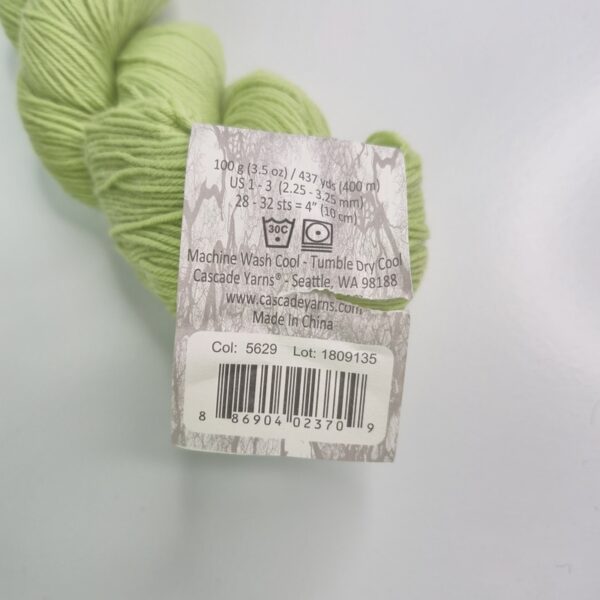 100 g (3.5 oz) / 437 yds (400 m)
US 1 - 3 (2.25 - 3.25 mm)
28 - 32 sts = 4" (10 cm)
30C
Machine Wash Cool - Tumble Dry Cool
Cascade Yarns® - Seattle, WA 98188
www.cascadeyarns.com
Made In China
Col: 5629 Lot: 1809135
8 86904 02370 9